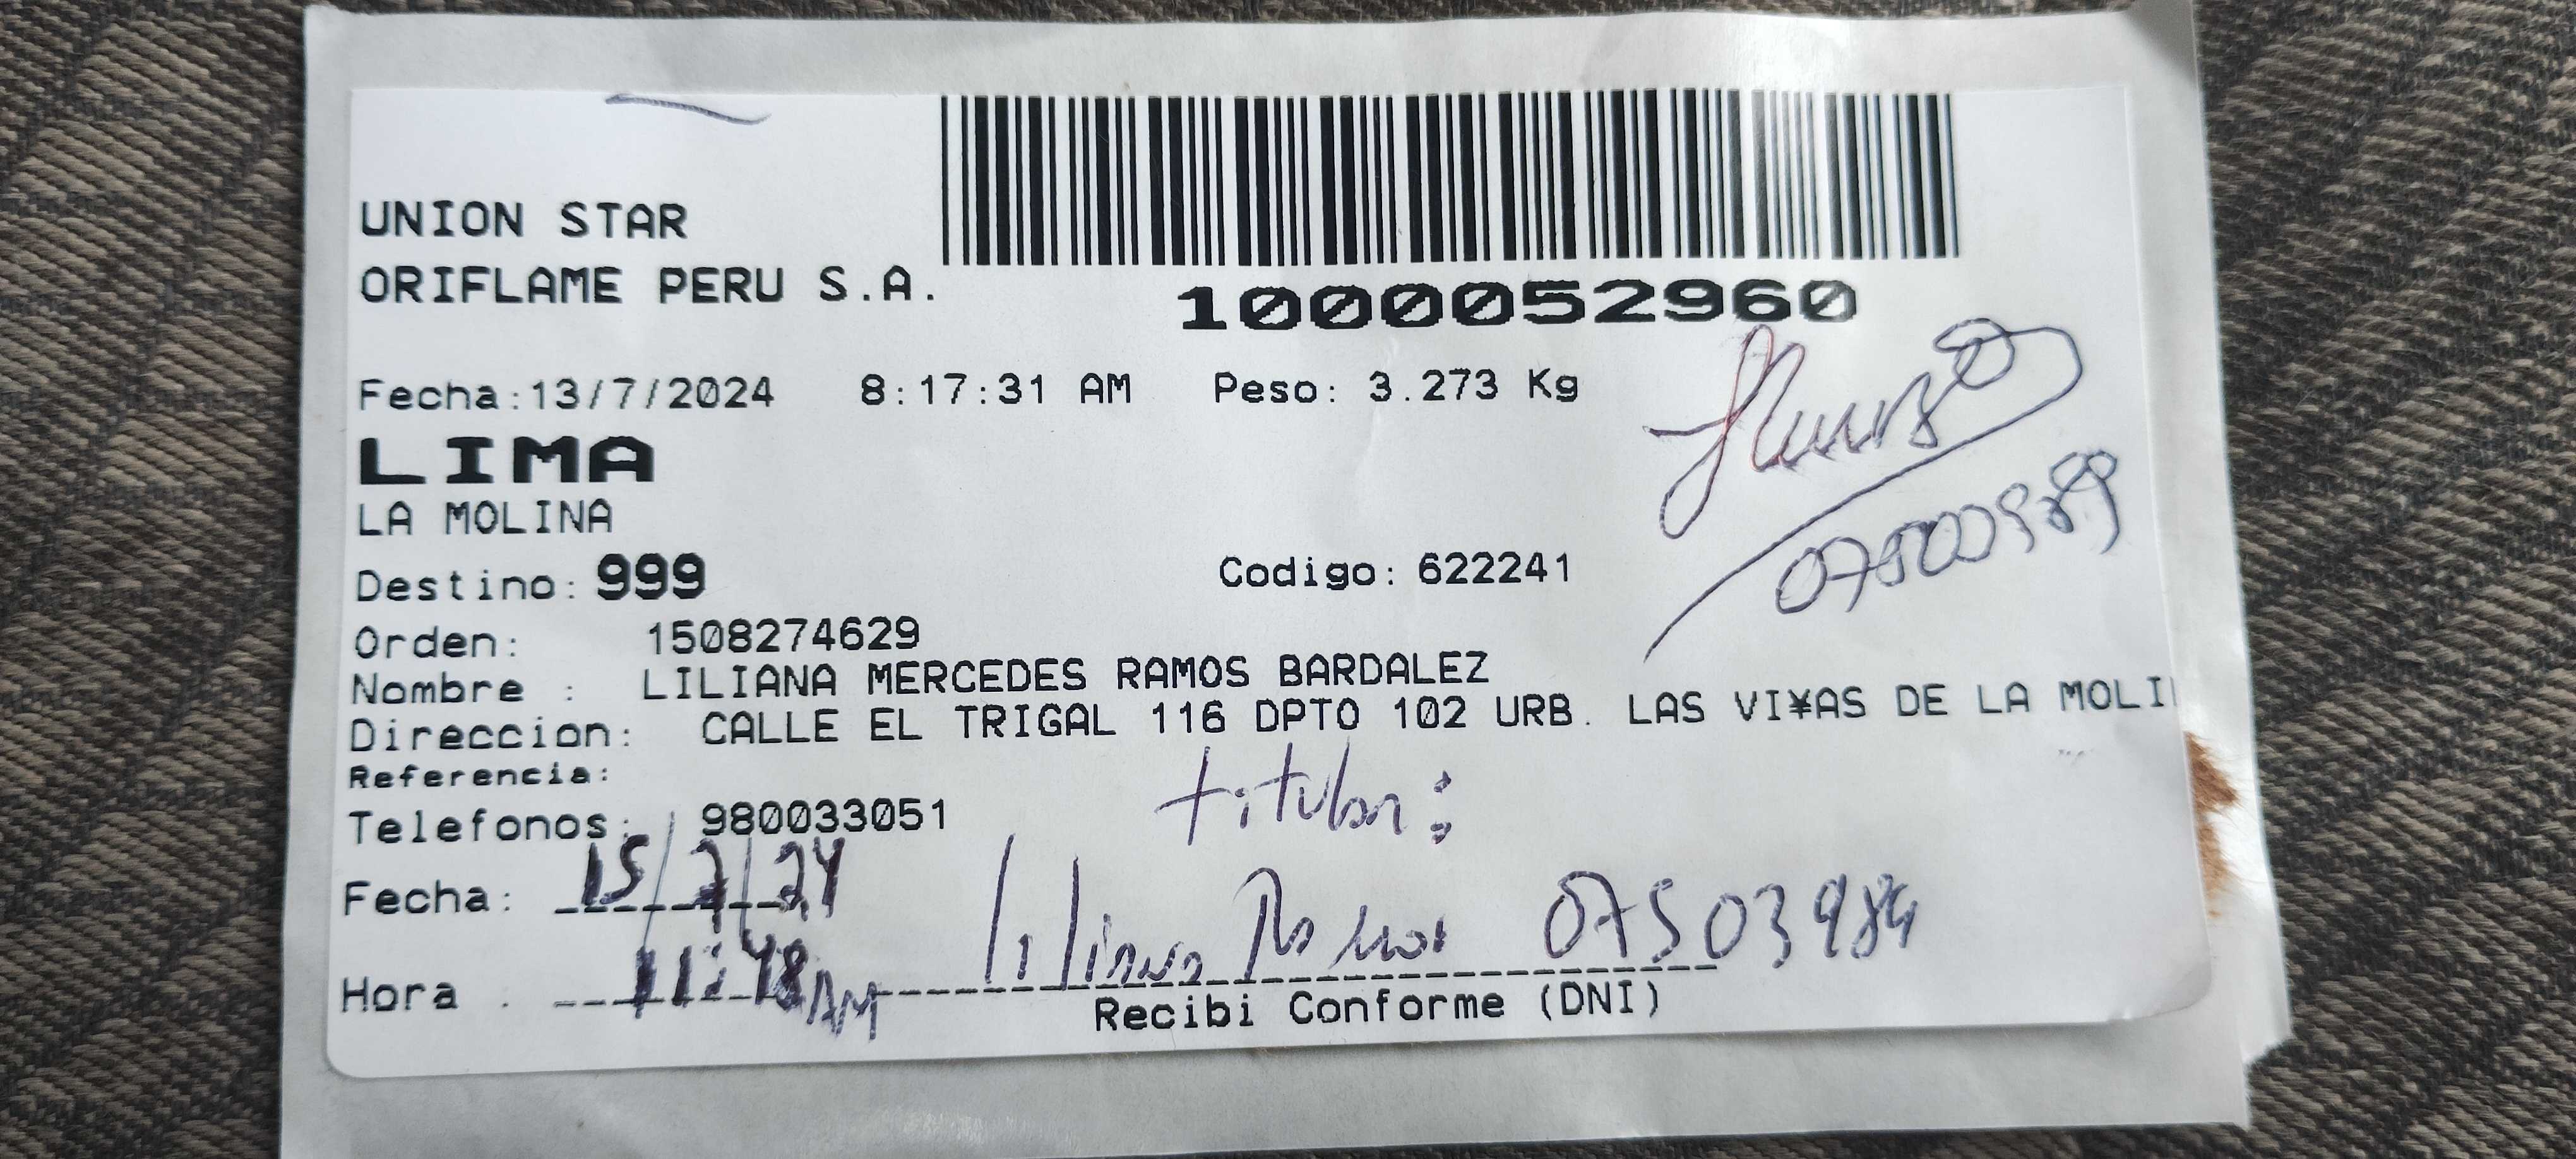 UNION STAR
ORIFLAME PERU S.A.
1000052960
Fecha:13/7/2024 8:17:31 AM Peso: 3.273 Kg
LIMA
LA MOLINA
Destino: 999 Codigo: 622241
Orden: 1508274629
Nombre : LILIANA MERCEDES RAMOS BARDALEZ
Direccion: CALLE EL TRIGAL 116 DPTO 102 URB. LAS VI¥AS DE LA MOLI
Referencia:
Telefonos: 980033051
titular:
Fecha: 15/7/24
liliana Ramos
Hora : 11:48 AM
Recibi Conforme (DNI)